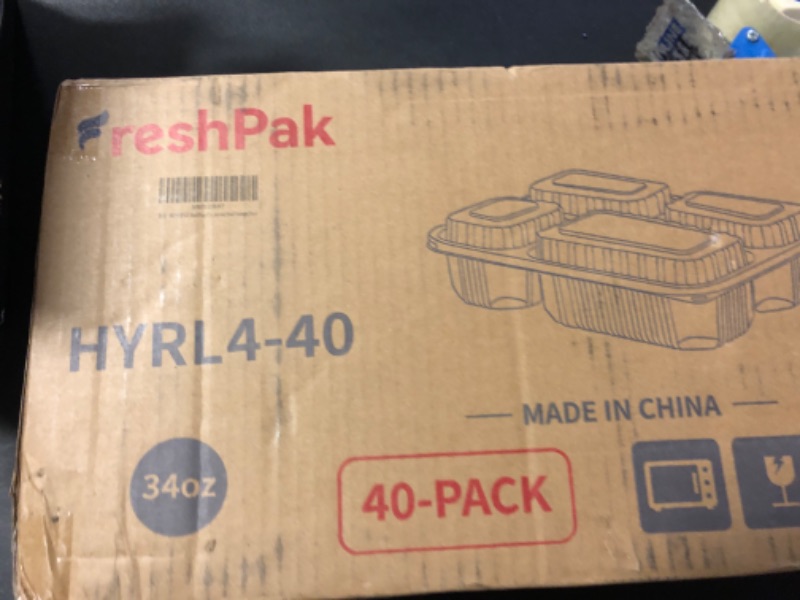 FreshPak
HYRL4-40
MADE IN CHINA
34oz
40-PACK